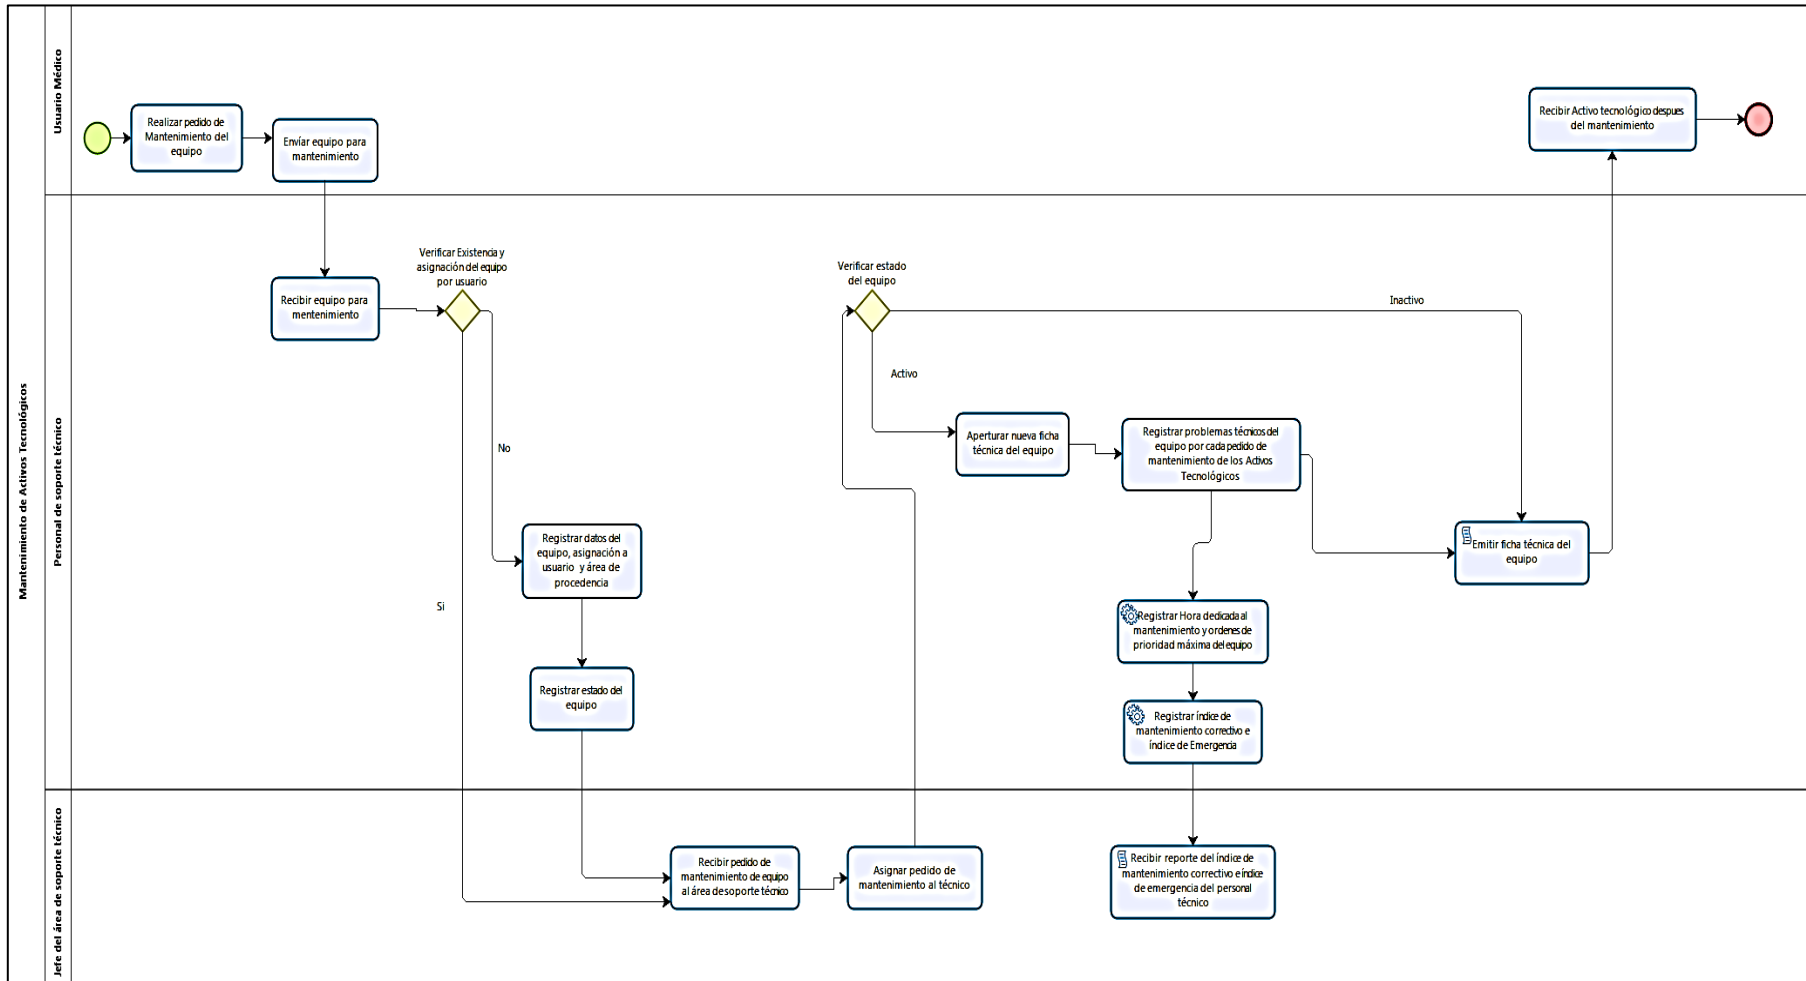 Mantenimiento de Activos Tecnológicos
Usuario Médico
Realizar pedido de
Mantenimiento del
equipo
Envíar equipo para
mantenimiento
Recibir Activo tecnológico despues
del mantenimiento
Personal de soporte técnico
Recibir equipo para
mentenimiento
Verificar Existencia y
asignación del equipo
por usuario
No
Si
Registrar datos del
equipo, asignación a
usuario y área de
procedencia
Registrar estado del
equipo
Verificar estado
del equipo
Inactivo
Activo
Aperturar nueva ficha
técnica del equipo
Registrar problemas técnicos del
equipo por cada pedido de
mantenimiento de los Activos
Tecnológicos
Emitir ficha técnica del
equipo
Registrar Hora dedicada al
mantenimiento y ordenes de
prioridad máxima del equipo
Registrar índice de
mantenimiento correctivo e
índice de Emergencia
Jefe del área de soporte técnico
Recibir pedido de
mantenimiento de equipo
al área de soporte técnico
Asignar pedido de
mantenimiento al técnico
Recibir reporte del índice de
mantenimiento correctivo e índice
de emergencia del personal
técnico